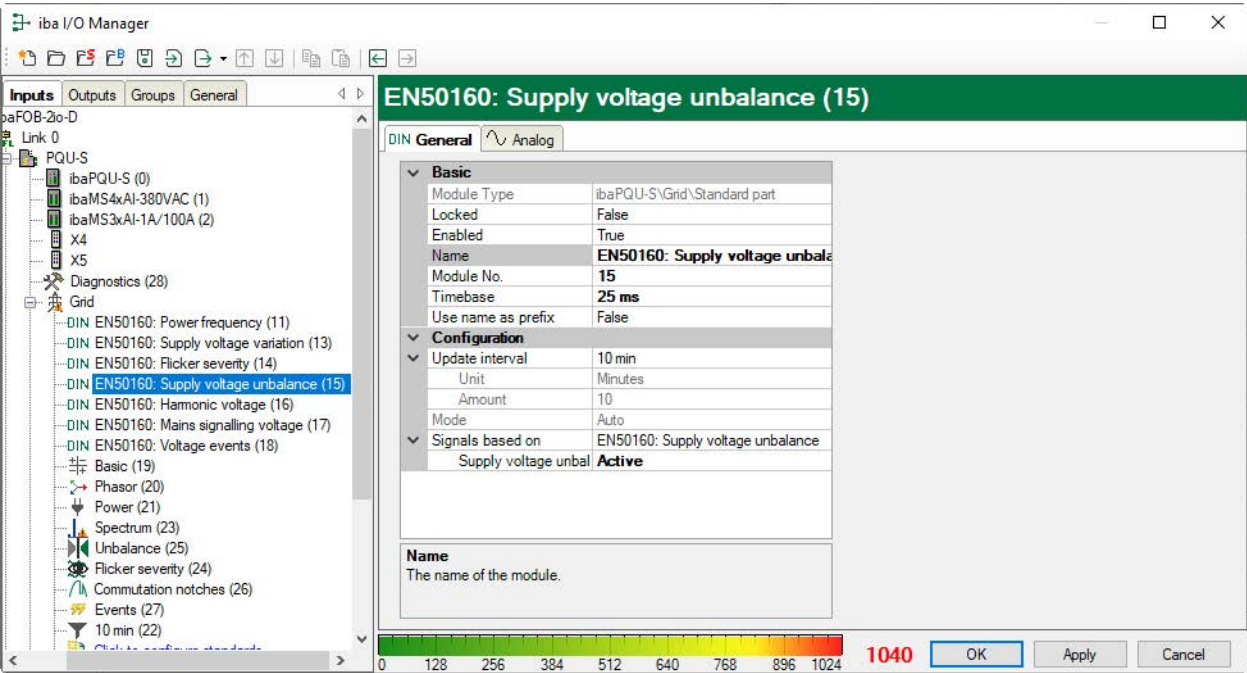 iba I/O Manager
Inputs Outputs Groups General
baFOB-2io-D
Link 0
PQU-S
ibaPQU-S (0)
ibaMS4xAI-380VAC (1)
ibaMS3xAI-1A/100A (2)
X4
X5
Diagnostics (28)
Grid
DIN EN50160: Power frequency (11)
DIN EN50160: Supply voltage variation (13)
DIN EN50160: Flicker severity (14)
DIN EN50160: Supply voltage unbalance (15)
DIN EN50160: Harmonic voltage (16)
DIN EN50160: Mains signalling voltage (17)
DIN EN50160: Voltage events (18)
Basic (19)
Phasor (20)
Power (21)
Spectrum (23)
Unbalance (25)
Flicker severity (24)
Commutation notches (26)
Events (27)
10 min (22)
Click to configure standards
EN50160: Supply voltage unbalance (15)
DIN General Analog
Basic
Module Type ibaPQU-S\Grid\Standard part
Locked False
Enabled True
Name EN50160: Supply voltage unbala
Module No. 15
Timebase 25 ms
Use name as prefix False
Configuration
Update interval 10 min
Unit Minutes
Amount 10
Mode Auto
Signals based on EN50160: Supply voltage unbalance
Supply voltage unbal Active
Name
The name of the module.
0 128 256 384 512 640 768 896 1024
1040 OK Apply Cancel